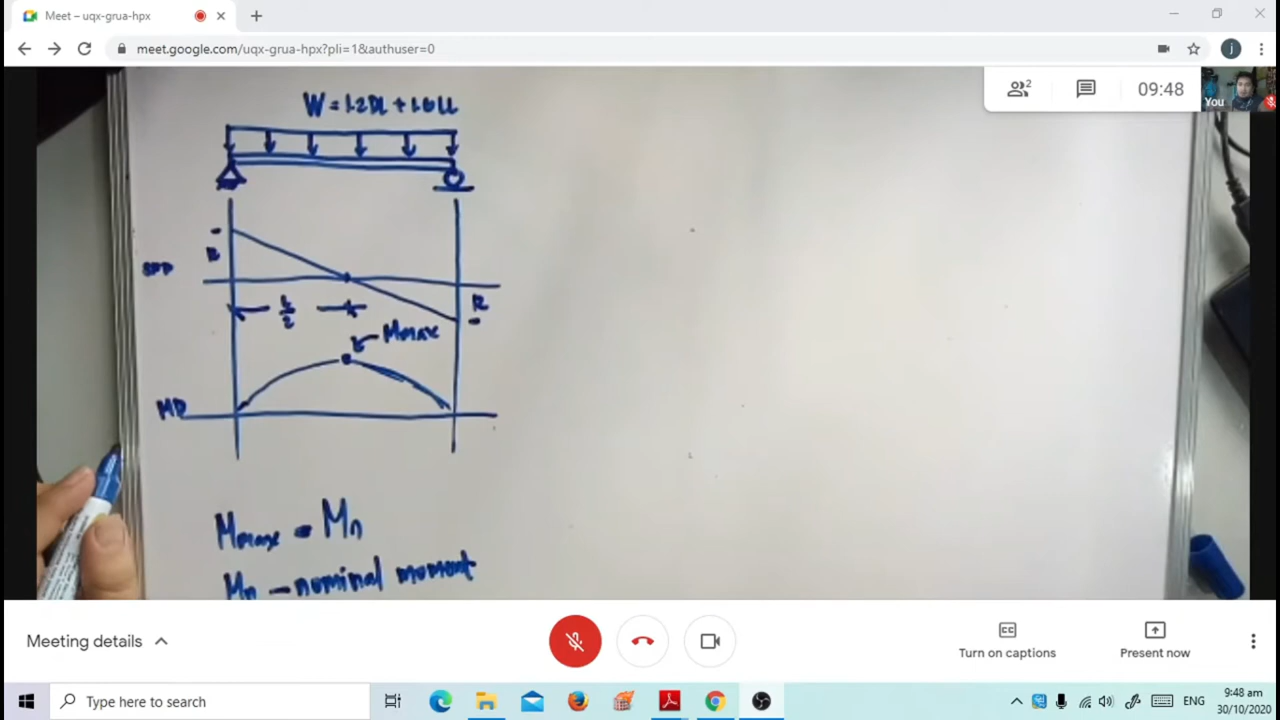 Meet – uqx-grua-hpx
meet.google.com/uqx-grua-hpx?pli=1&authuser=0
j
2
09:48
You
W = 1.2DL + 1.6LL
R
L/2
R
Mmax
MD
Mmax = Mn
Mn – nominal moment
Meeting details
Turn on captions
Present now
Type here to search
ENG
9:48 am
30/10/2020